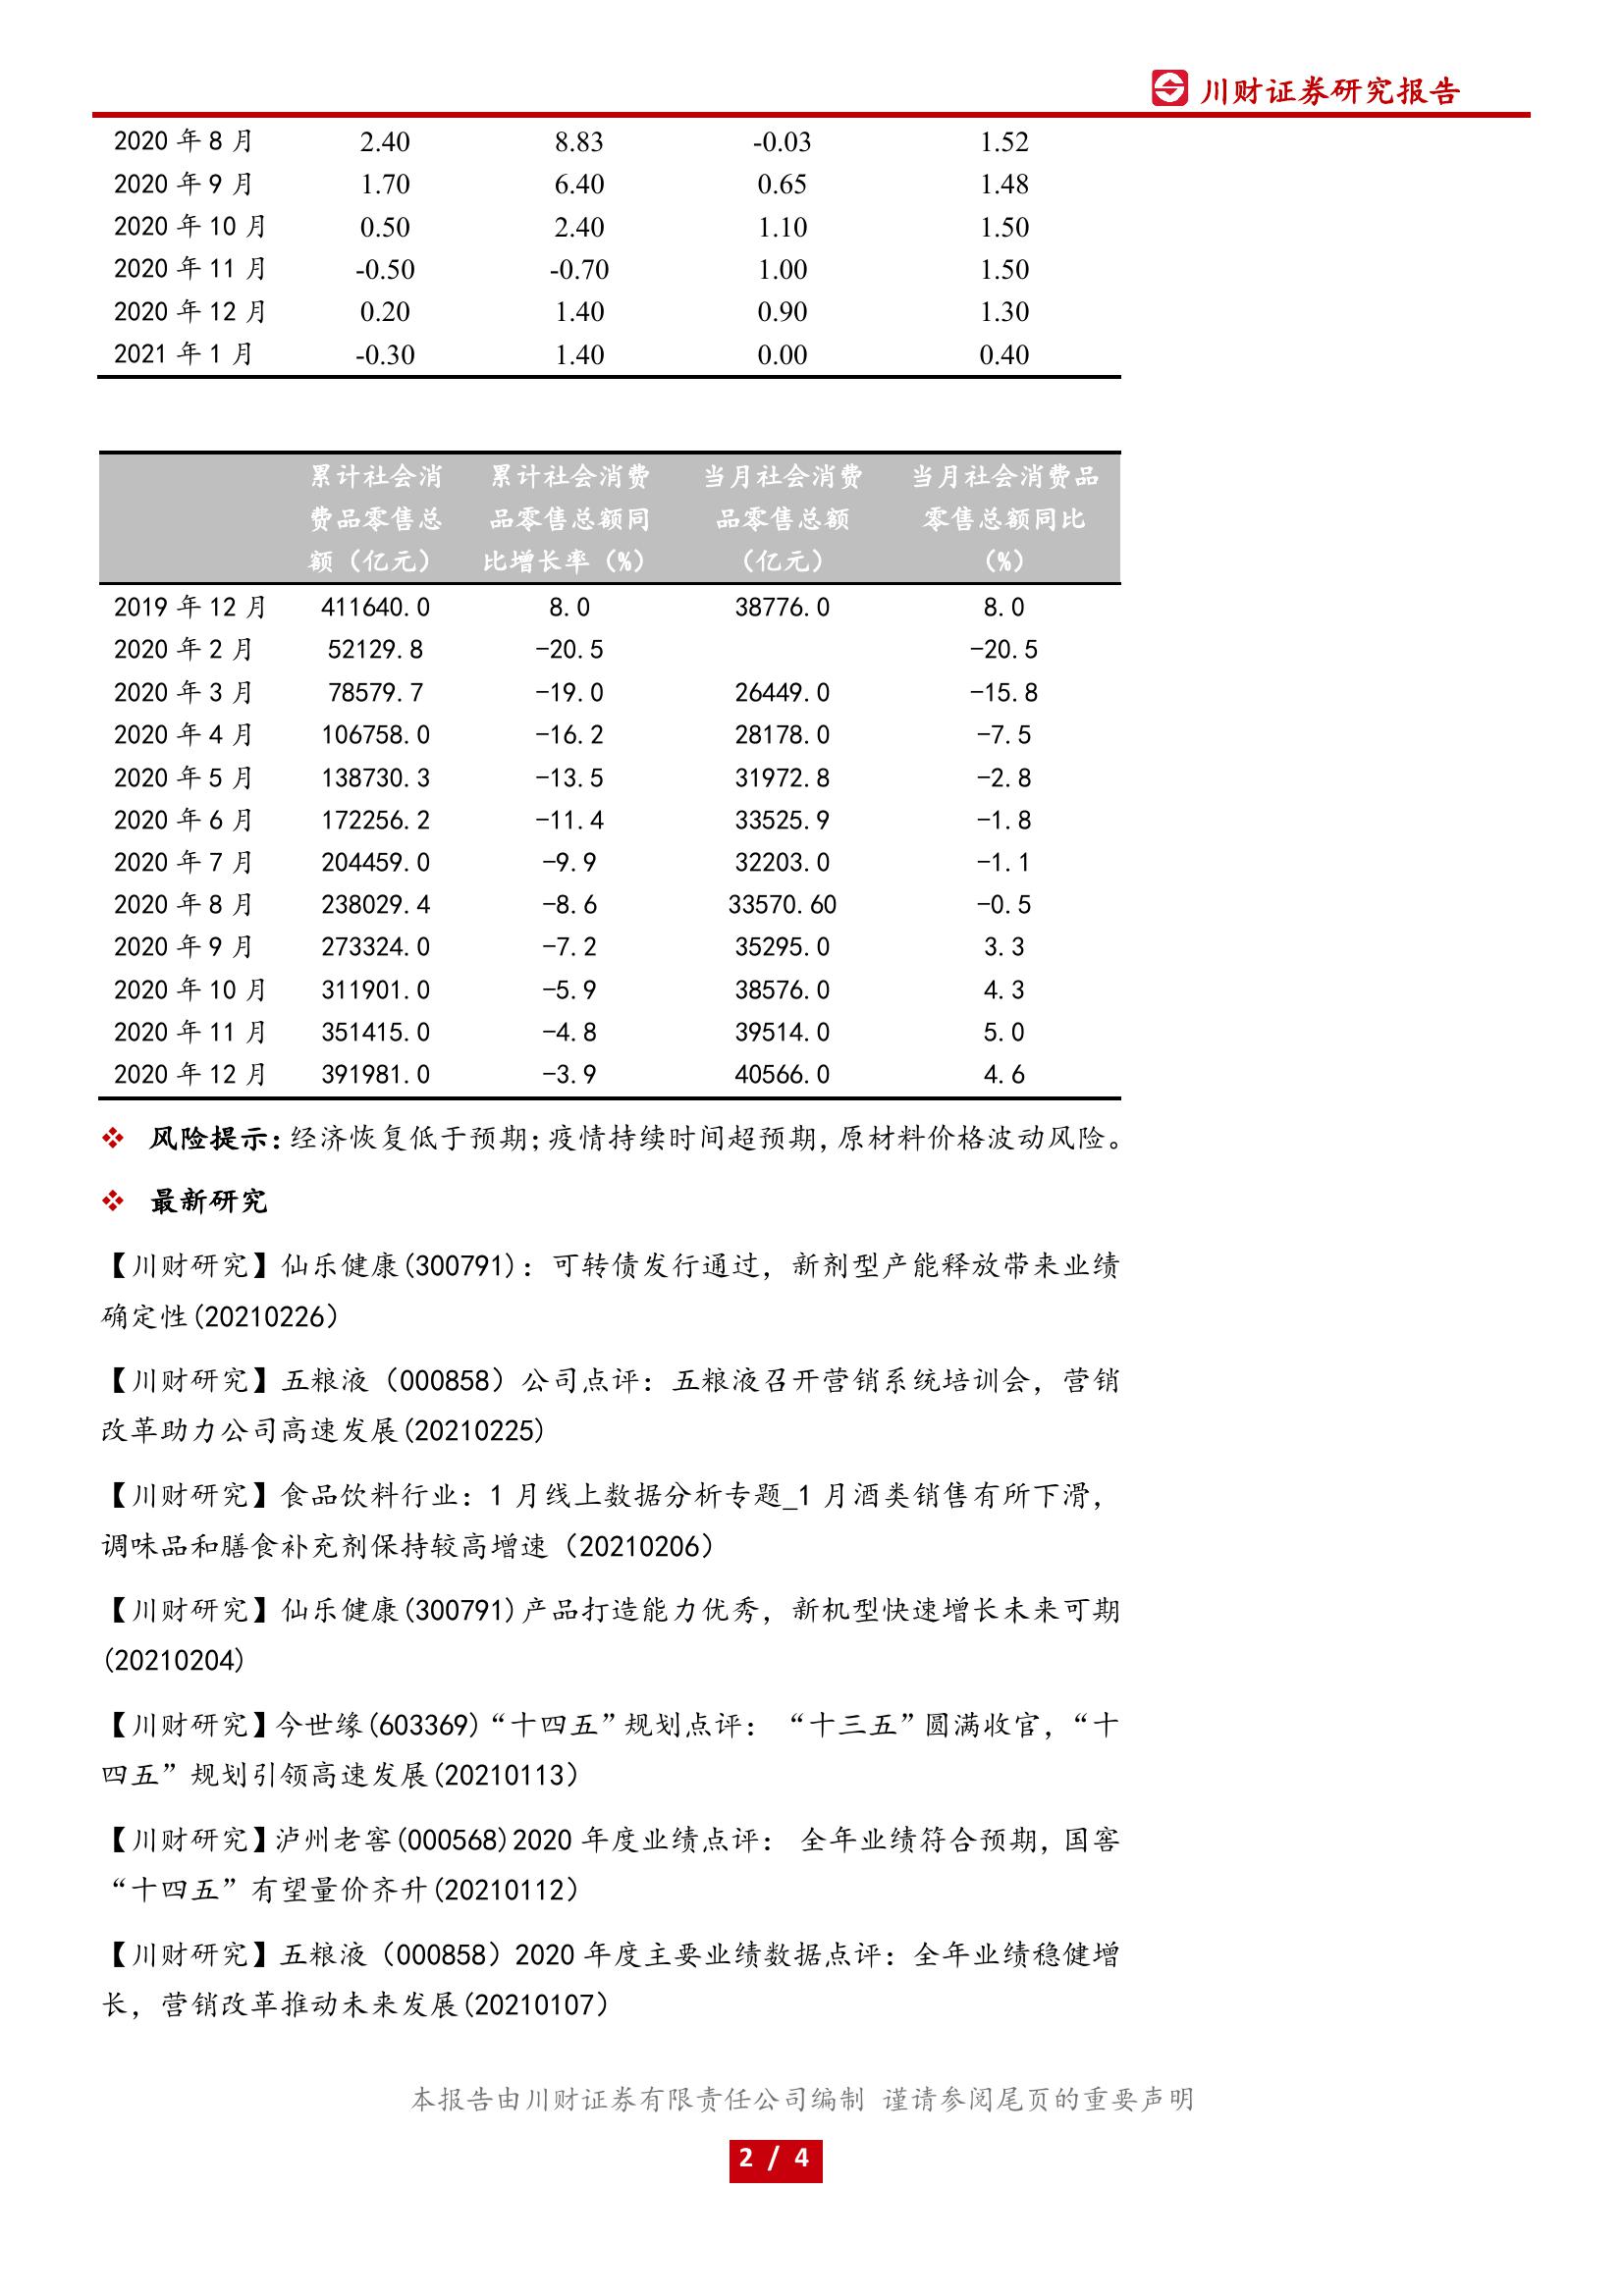 川财证券研究报告
2020 年 8 月 2.40 8.83 -0.03 1.52
2020 年 9 月 1.70 6.40 0.65 1.48
2020 年 10 月 0.50 2.40 1.10 1.50
2020 年 11 月 -0.50 -0.70 1.00 1.50
2020 年 12 月 0.20 1.40 0.90 1.30
2021 年 1 月 -0.30 1.40 0.00 0.40
累计社会消 累计社会消费 当月社会消费 当月社会消费品
费品零售总 品零售总额同 品零售总额 零售总额同比
额（亿元） 比增长率（%） （亿元） （%）
2019 年 12 月 411640.0 8.0 38776.0 8.0
2020 年 2 月 52129.8 -20.5 -20.5
2020 年 3 月 78579.7 -19.0 26449.0 -15.8
2020 年 4 月 106758.0 -16.2 28178.0 -7.5
2020 年 5 月 138730.3 -13.5 31972.8 -2.8
2020 年 6 月 172256.2 -11.4 33525.9 -1.8
2020 年 7 月 204459.0 -9.9 32203.0 -1.1
2020 年 8 月 238029.4 -8.6 33570.60 -0.5
2020 年 9 月 273324.0 -7.2 35295.0 3.3
2020 年 10 月 311901.0 -5.9 38576.0 4.3
2020 年 11 月 351415.0 -4.8 39514.0 5.0
2020 年 12 月 391981.0 -3.9 40566.0 4.6
❖ 风险提示：经济恢复低于预期；疫情持续时间超预期，原材料价格波动风险。
❖ 最新研究
【川财研究】仙乐健康(300791)：可转债发行通过，新剂型产能释放带来业绩
确定性(20210226）
【川财研究】五粮液（000858）公司点评：五粮液召开营销系统培训会，营销
改革助力公司高速发展(20210225)
【川财研究】食品饮料行业：1 月线上数据分析专题_1 月酒类销售有所下滑，
调味品和膳食补充剂保持较高增速（20210206）
【川财研究】仙乐健康(300791)产品打造能力优秀，新机型快速增长未来可期
(20210204)
【川财研究】今世缘(603369)“十四五”规划点评： “十三五”圆满收官，“十
四五”规划引领高速发展(20210113）
【川财研究】泸州老窖(000568)2020 年度业绩点评： 全年业绩符合预期，国窖
“十四五”有望量价齐升(20210112）
【川财研究】五粮液（000858）2020 年度主要业绩数据点评：全年业绩稳健增
长，营销改革推动未来发展(20210107）
本报告由川财证券有限责任公司编制 谨请参阅尾页的重要声明
2 / 4